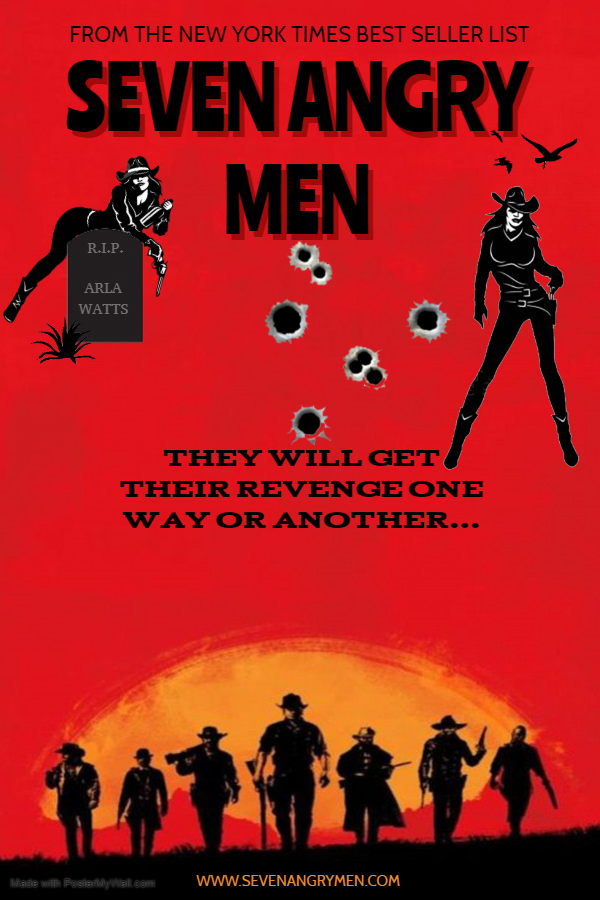 FROM THE NEW YORK TIMES BEST SELLER LIST
SEVEN ANGRY
MEN
R.I.P.
ARLA
WATTS
THEY WILL GET
THEIR REVENGE ONE
WAY OR ANOTHER...
Made with PosterMyWall.com
WWW.SEVENANGRYMEN.COM